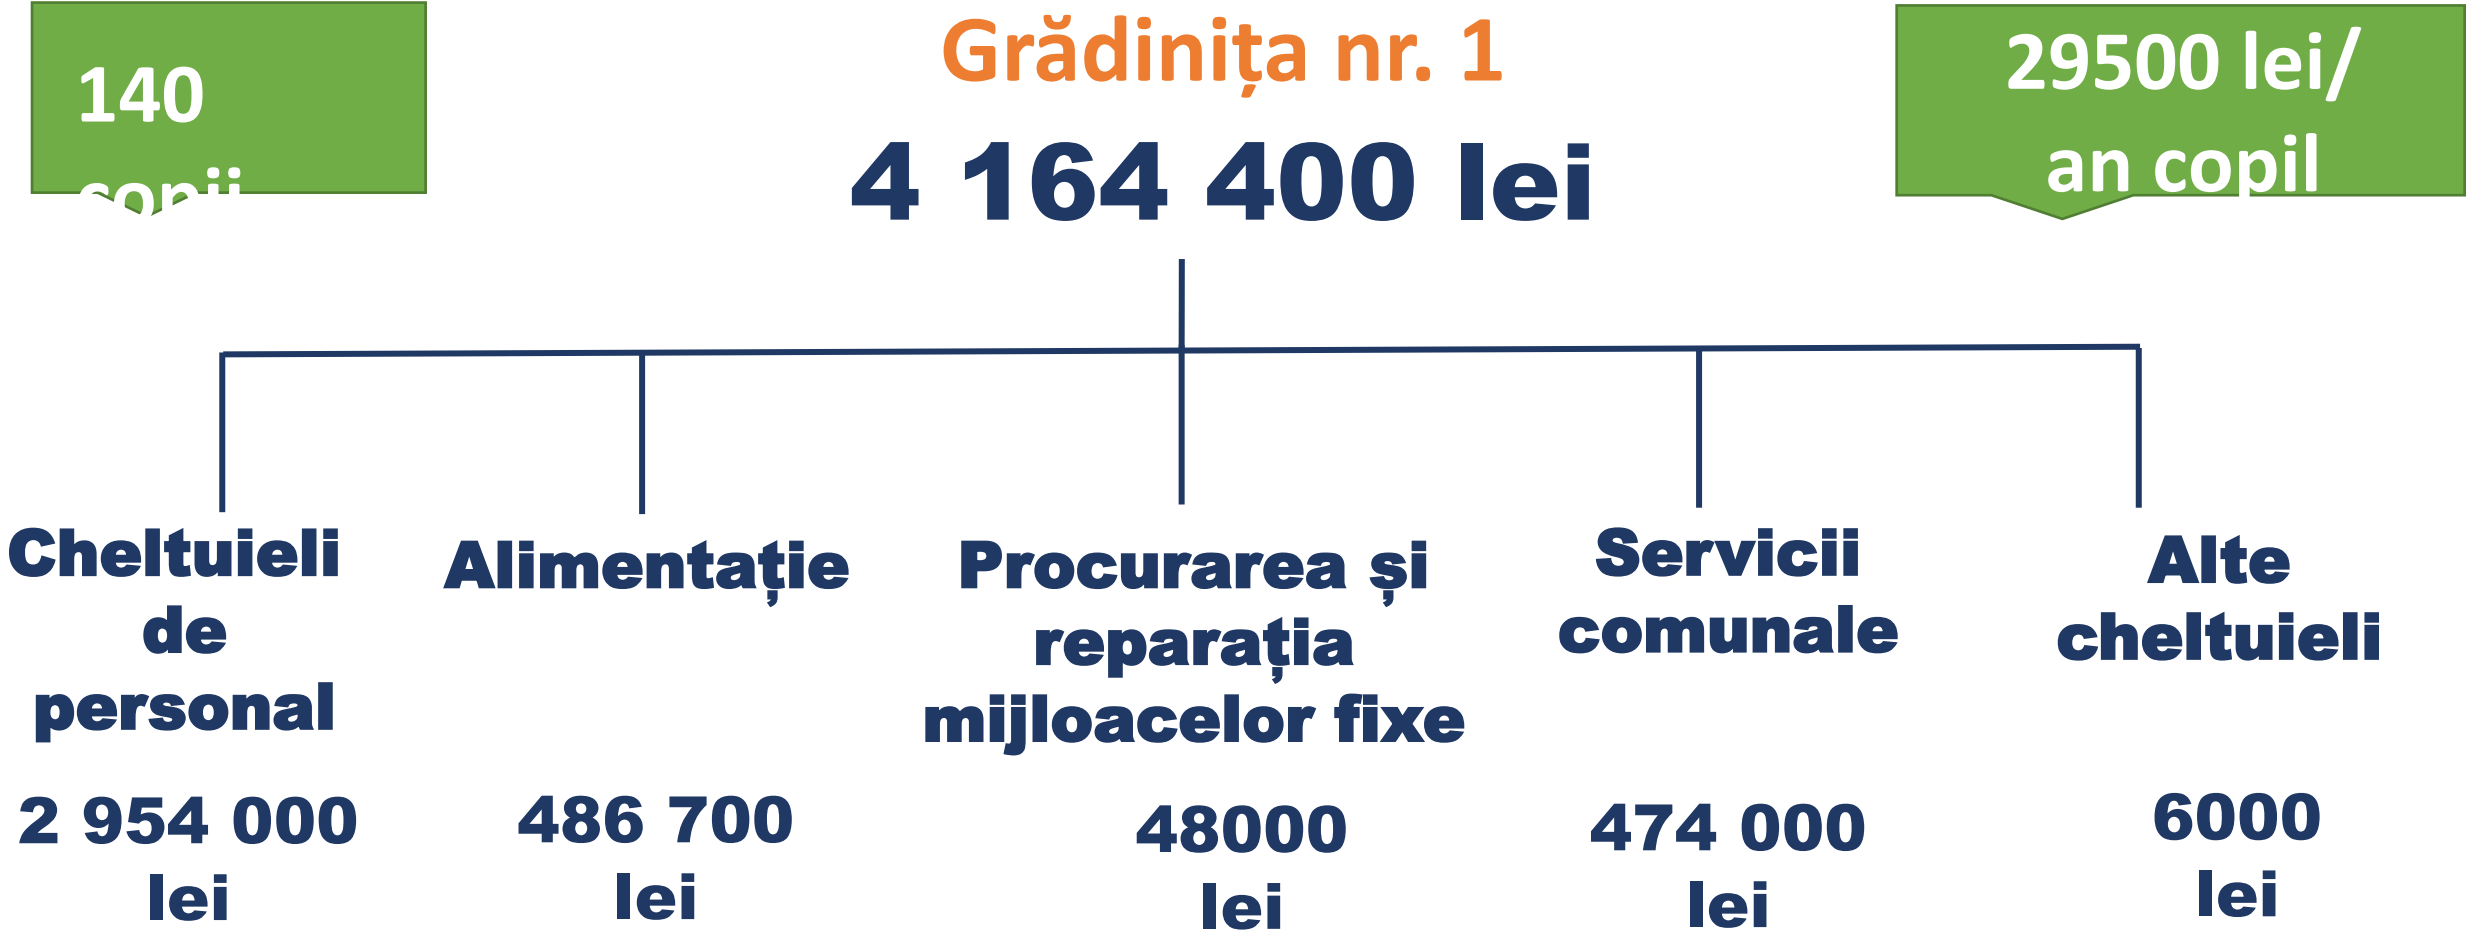 140
copii
Grădinița nr. 1
4 164 400 lei
29500 lei/
an copil
Cheltuieli
de
personal
2 954 000
lei
Alimentație
486 700
lei
Procurarea și
reparația
mijloacelor fixe
48000
lei
Servicii
comunale
474 000
lei
Alte
cheltuieli
6000
lei